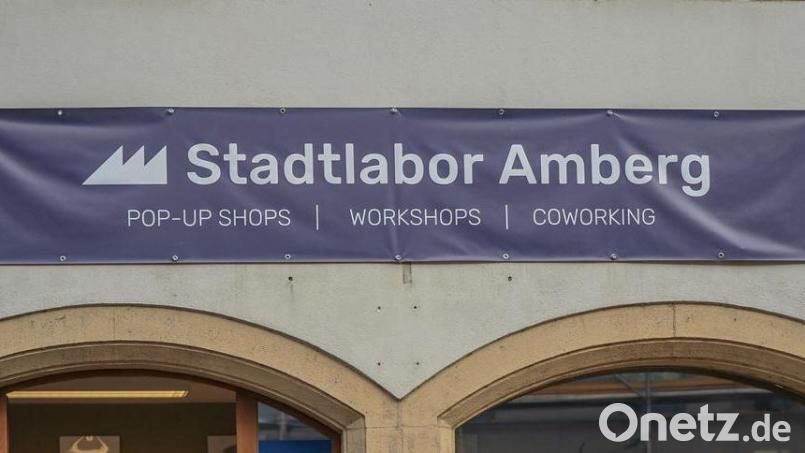 Stadtlabor Amberg
POP-UP SHOPS | WORKSHOPS | COWORKING
Onetz.de